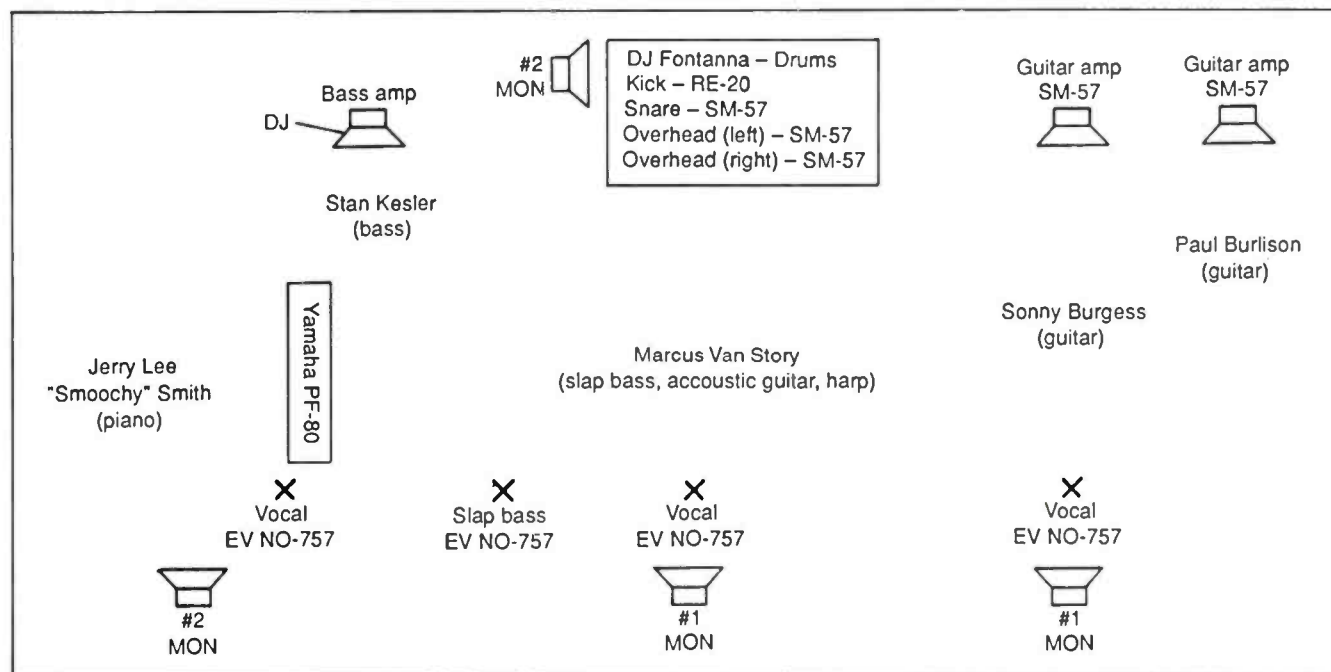 #2
MON
DJ Fontanna – Drums
Kick – RE-20
Snare – SM-57
Overhead (left) – SM-57
Overhead (right) – SM-57
Guitar amp
SM-57
Guitar amp
SM-57
Bass amp
DJ
Stan Kesler
(bass)
Paul Burlison
(guitar)
Sonny Burgess
(guitar)
Yamaha PF-80
Jerry Lee
"Smoochy" Smith
(piano)
Marcus Van Story
(slap bass, accoustic guitar, harp)
Vocal
EV NO-757
Slap bass
EV NO-757
Vocal
EV NO-757
Vocal
EV NO-757
#2
MON
#1
MON
#1
MON